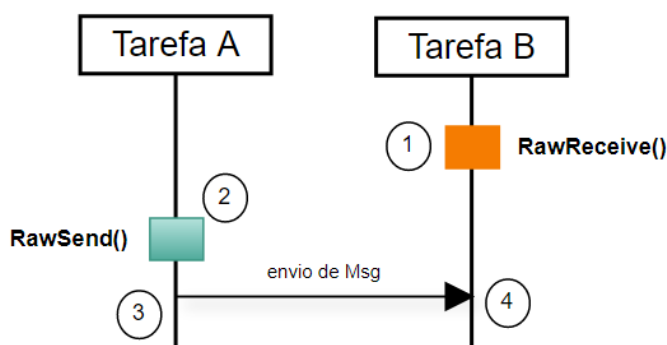 Tarefa A
Tarefa B
1
RawReceive()
2
RawSend()
envio de Msg
3
4